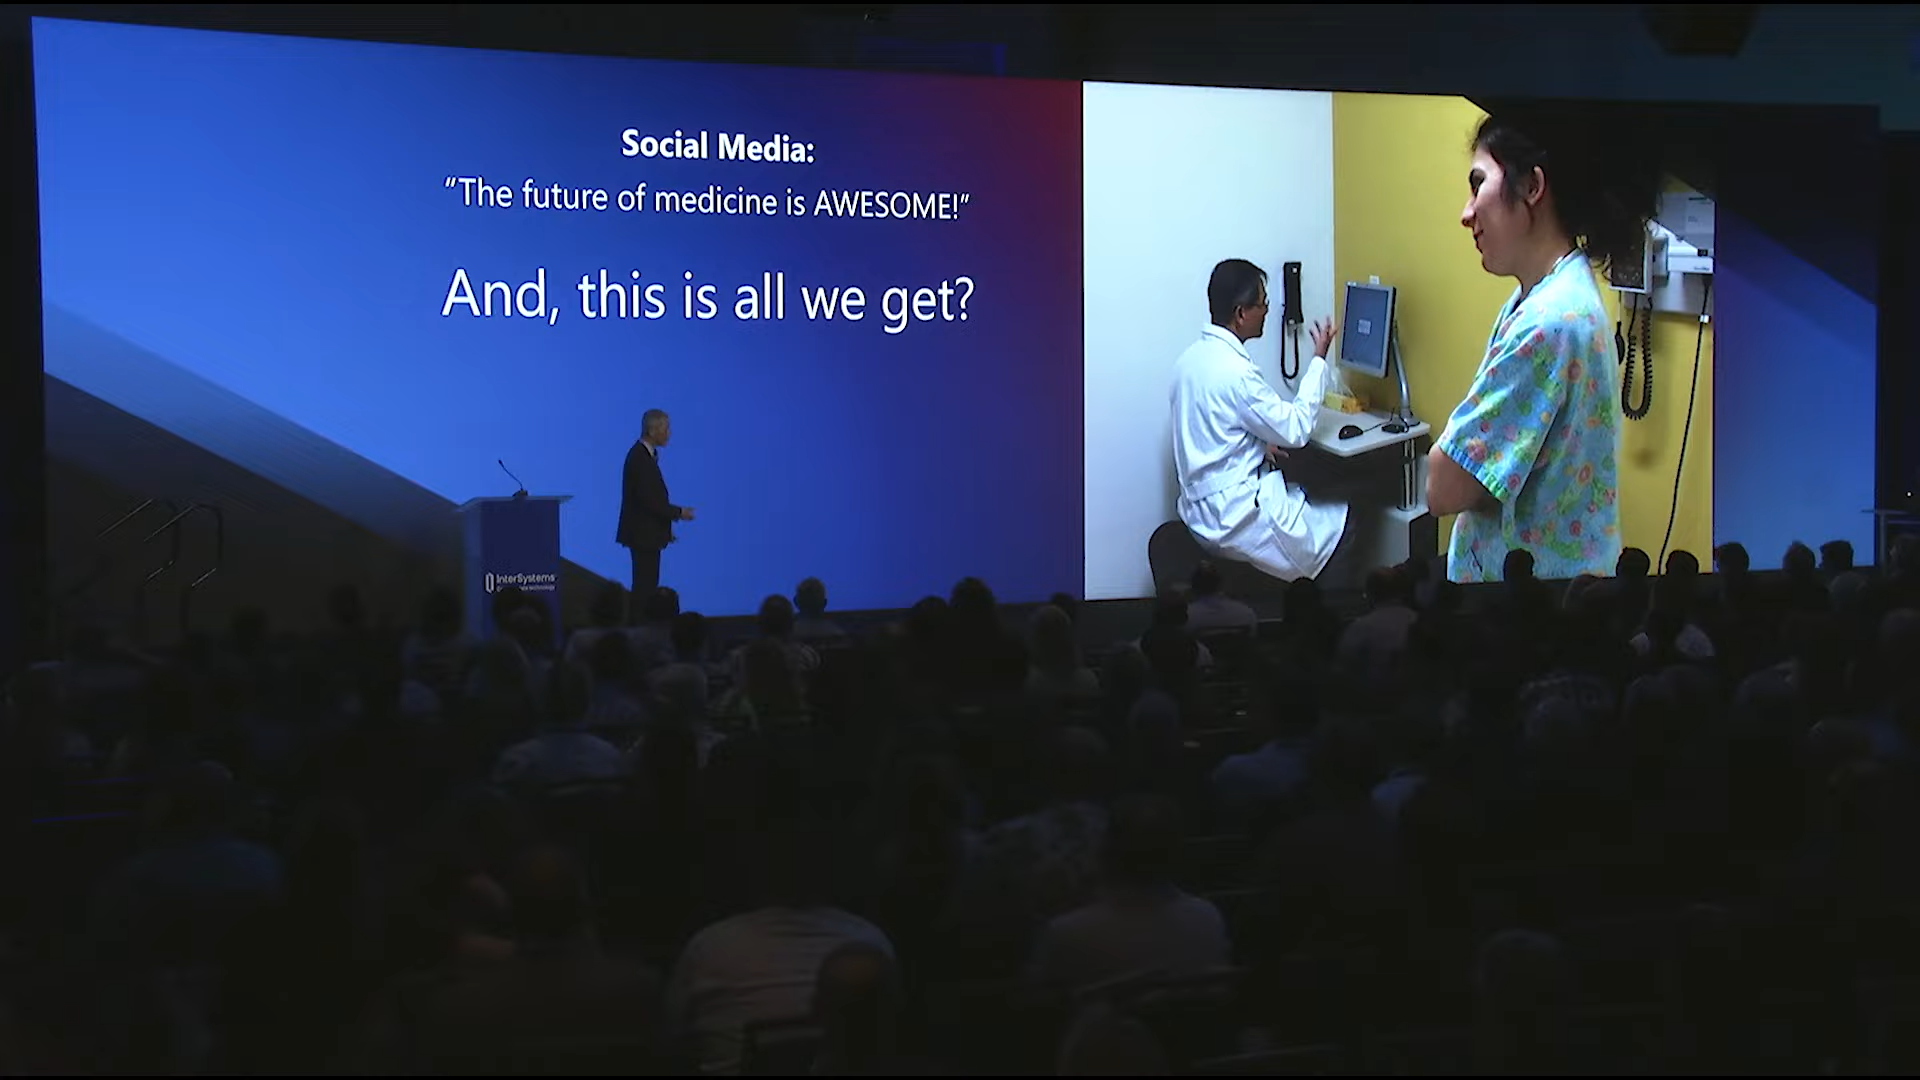 Social Media:
“The future of medicine is AWESOME!”
And, this is all we get?
InterSystems